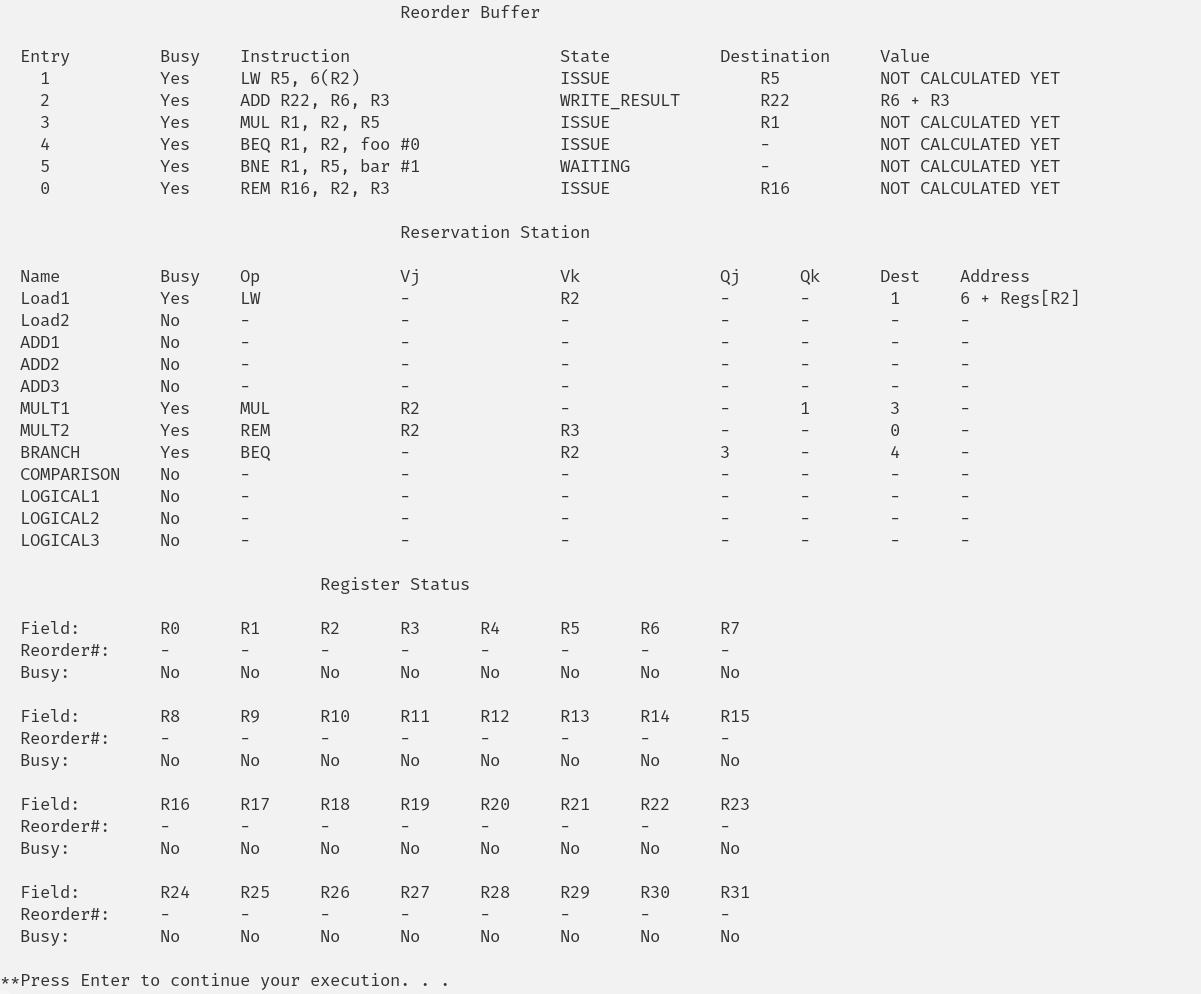 Reorder Buffer
Entry Busy Instruction State Destination Value
1 Yes LW R5, 6(R2) ISSUE R5 NOT CALCULATED YET
2 Yes ADD R22, R6, R3 WRITE_RESULT R22 R6 + R3
3 Yes MUL R1, R2, R5 ISSUE R1 NOT CALCULATED YET
4 Yes BEQ R1, R2, foo #0 ISSUE - NOT CALCULATED YET
5 Yes BNE R1, R5, bar #1 WAITING - NOT CALCULATED YET
0 Yes REM R16, R2, R3 ISSUE R16 NOT CALCULATED YET
Reservation Station
Name Busy Op Vj Vk Qj Qk Dest Address
Load1 Yes LW - R2 - - 1 6 + Regs[R2]
Load2 No - - - - - - -
ADD1 No - - - - - - -
ADD2 No - - - - - - -
ADD3 No - - - - - - -
MULT1 Yes MUL R2 - - 1 3 -
MULT2 Yes REM R2 R3 - - 0 -
BRANCH Yes BEQ - R2 3 - 4 -
COMPARISON No - - - - - - -
LOGICAL1 No - - - - - - -
LOGICAL2 No - - - - - - -
LOGICAL3 No - - - - - - -
Register Status
Field: R0 R1 R2 R3 R4 R5 R6 R7
Reorder#: - - - - - - - -
Busy: No No No No No No No No
Field: R8 R9 R10 R11 R12 R13 R14 R15
Reorder#: - - - - - - - -
Busy: No No No No No No No No
Field: R16 R17 R18 R19 R20 R21 R22 R23
Reorder#: - - - - - - - -
Busy: No No No No No No No No
Field: R24 R25 R26 R27 R28 R29 R30 R31
Reorder#: - - - - - - - -
Busy: No No No No No No No No
**Press Enter to continue your execution. . .